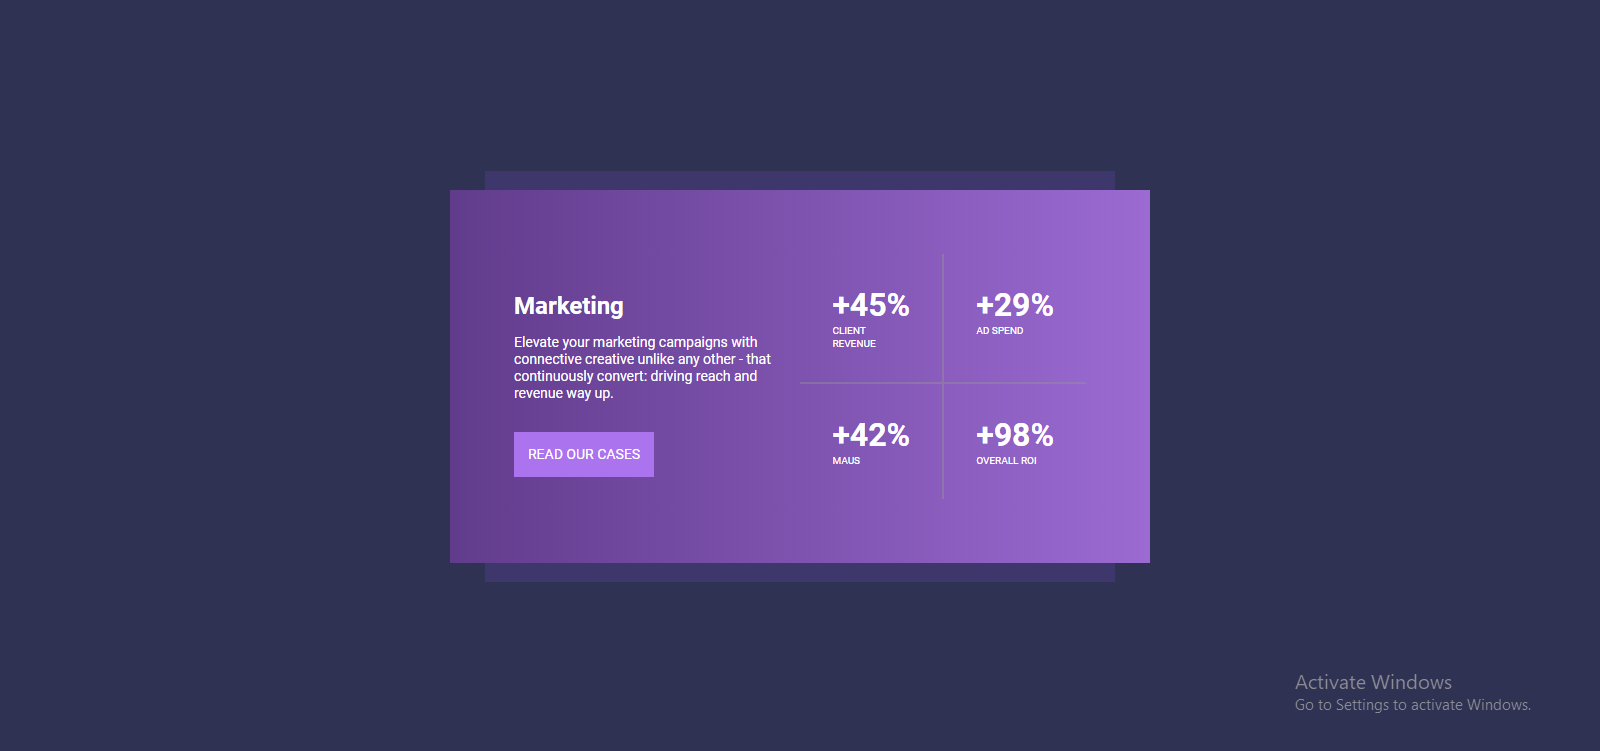 Marketing
Elevate your marketing campaigns with
connective creative unlike any other - that
continuously convert: driving reach and
revenue way up.
READ OUR CASES
+45%
CLIENT
REVENUE
+29%
AD SPEND
+42%
MAUS
+98%
OVERALL ROI
Activate Windows
Go to Settings to activate Windows.